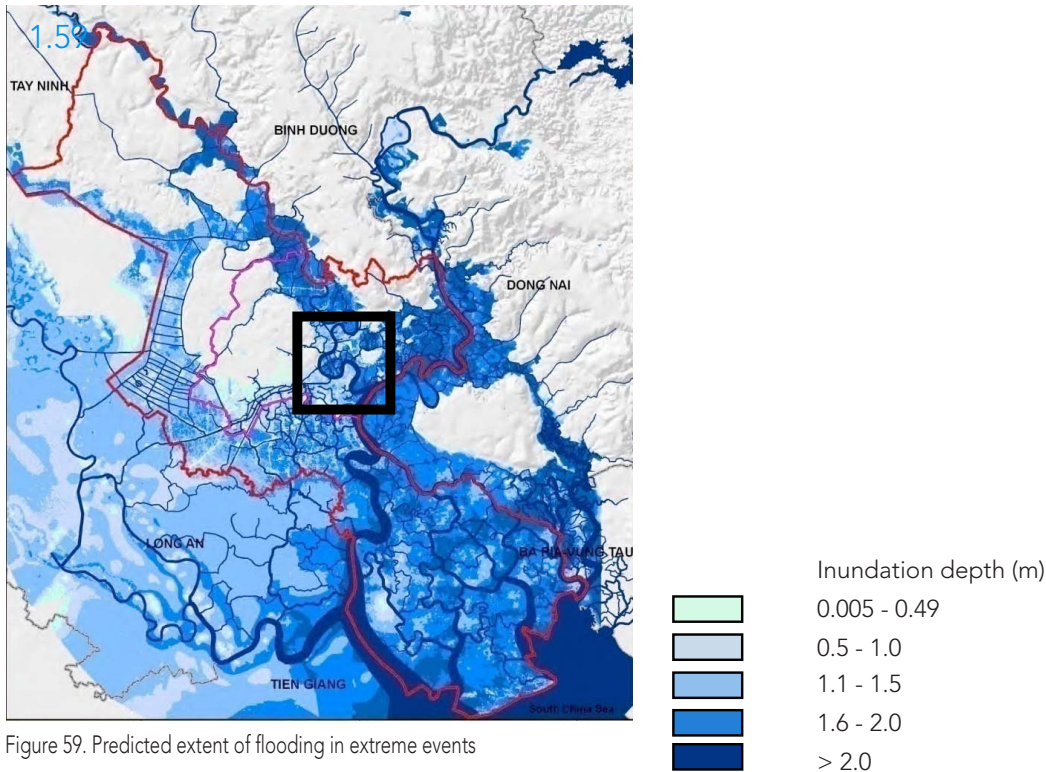 1.59
TAY NINH
BINH DUONG
DONG NAI
LONG AN
BA RIA-VUNG TAU
TIEN GIANG
South China Sea
Inundation depth (m)
0.005 - 0.49
0.5 - 1.0
1.1 - 1.5
1.6 - 2.0
> 2.0
Figure 59. Predicted extent of flooding in extreme events